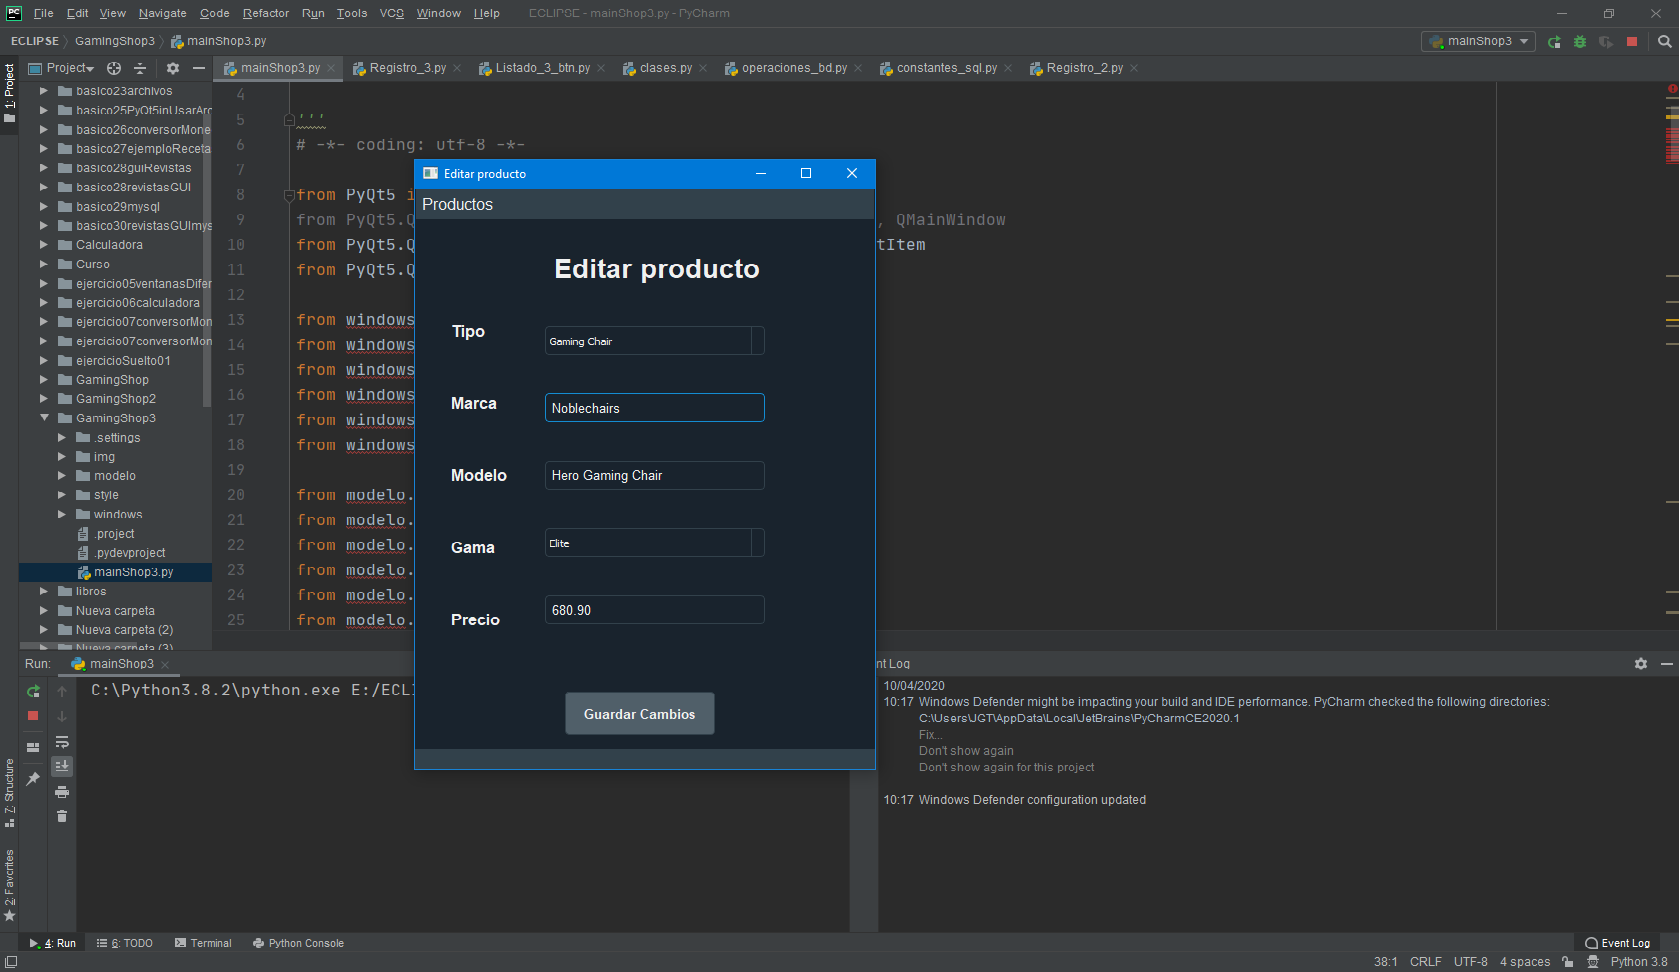 File Edit View Navigate Code Refactor Run Tools VCS Window Help ECLIPSE - mainShop3.py - PyCharm
ECLIPSE GamingShop3 mainShop3.py
mainShop3
1: Project
Project
mainShop3.py Registro_3.py Listado_3_btn.py clases.py operaciones_bd.py constantes_sql.py Registro_2.py
basico23archivos
basico25PyQt5inUsarArc
basico26conversorMone
basico27ejemploReceta
basico28guiRevistas
basico28revistasGUI
basico29mysql
basico30revistasGUImys
Calculadora
Curso
ejercicio05ventanasDifer
ejercicio06calculadora
ejercicio07conversorMon
ejercicio07conversorMon
ejercicioSuelto01
GamingShop
GamingShop2
GamingShop3
.settings
img
modelo
style
windows
.project
.pydevproject
mainShop3.py
libros
Nueva carpeta
Nueva carpeta (2)
Nueva carpeta (3)
4
5 '''
6 # -*- coding: utf-8 -*-
7
8 from PyQt5 i
9 from PyQt5.Q , QMainWindow
10 from PyQt5.Q tItem
11 from PyQt5.Q
12
13 from windows
14 from windows
15 from windows
16 from windows
17 from windows
18 from windows
19
20 from modelo.
21 from modelo.
22 from modelo.
23 from modelo.
24 from modelo.
25 from modelo.
Editar producto
Productos
Editar producto
Tipo Gaming Chair
Marca Noblechairs
Modelo Hero Gaming Chair
Gama Elite
Precio 680.90
Guardar Cambios
Run: mainShop3
C:\Python3.8.2\python.exe E:/ECL
nt Log
10/04/2020
10:17 Windows Defender might be impacting your build and IDE performance. PyCharm checked the following directories:
C:\Users\JGT\AppData\Local\JetBrains\PyCharmCE2020.1
Fix...
Don't show again
Don't show again for this project
10:17 Windows Defender configuration updated
7: Structure
2: Favorites
4: Run 6: TODO Terminal Python Console
Event Log
38:1 CRLF UTF-8 4 spaces Python 3.8